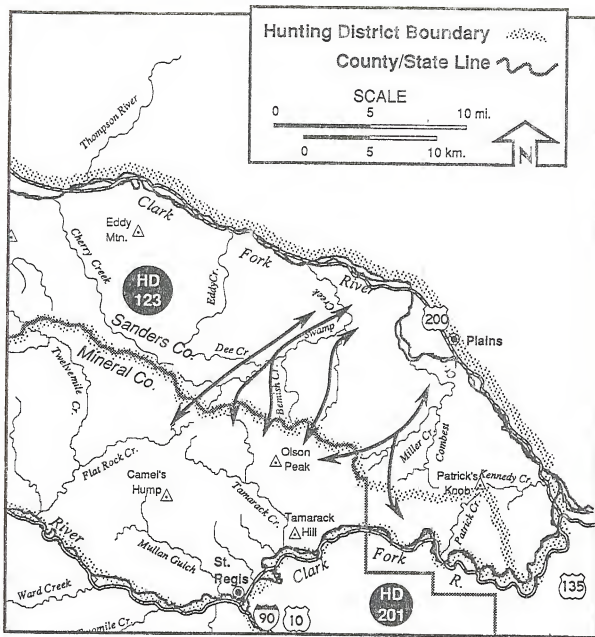 Hunting District Boundary
County/State Line
SCALE
0 5 10 mi.
0 5 10 km.
N
Thompson River
Clark
Fork
River
Eddy
Mtn.
Cherry Creek
HD
123
Eddy Cr.
Creek
Swamp
200
Plains
Sanders Co.
Dee Cr.
Mineral Co.
Twelvemile
Cr.
Bemish Cr.
Cr.
Miller Cr.
Combest
Flat Rock Cr.
Olson
Peak
Camel's
Hump
Patrick's
Knob
Kennedy Cr.
Tamarack Cr.
Patrick Cr.
Tamarack
Hill
River
Mullan Gulch
St.
Regis
Clark
Fork
R.
135
Ward Creek
90
10
HD
201